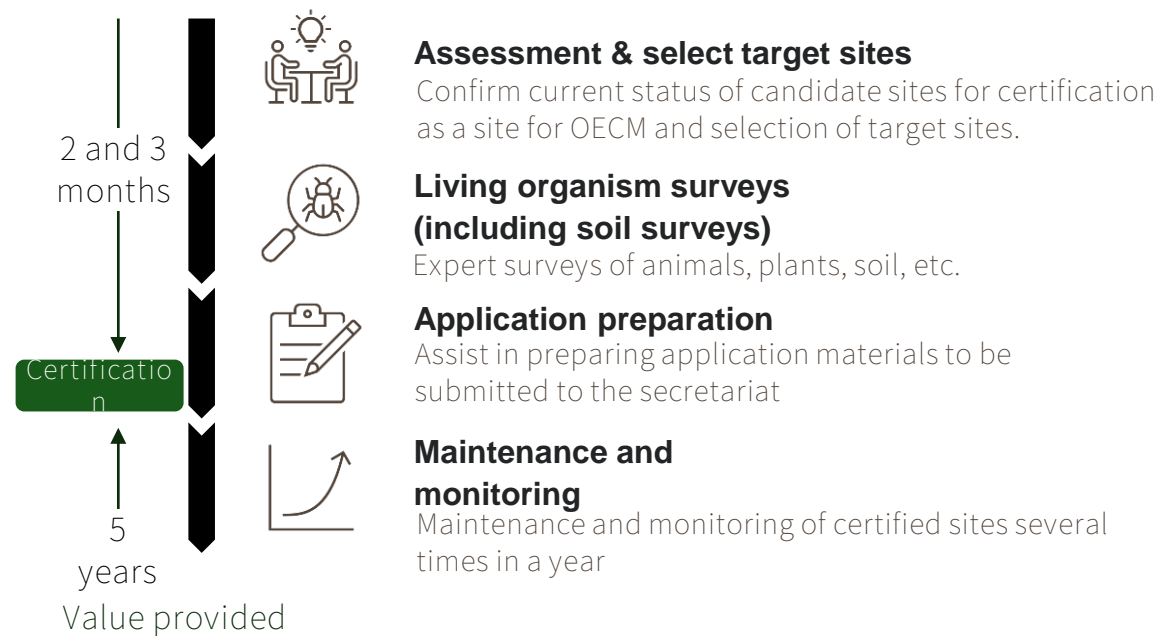 Assessment & select target sites
Confirm current status of candidate sites for certification
as a site for OECM and selection of target sites.
2 and 3
months
Living organism surveys
(including soil surveys)
Expert surveys of animals, plants, soil, etc.
Application preparation
Assist in preparing application materials to be
submitted to the secretariat
Certificatio
n
Maintenance and
monitoring
Maintenance and monitoring of certified sites several
times in a year
5
years
Value provided